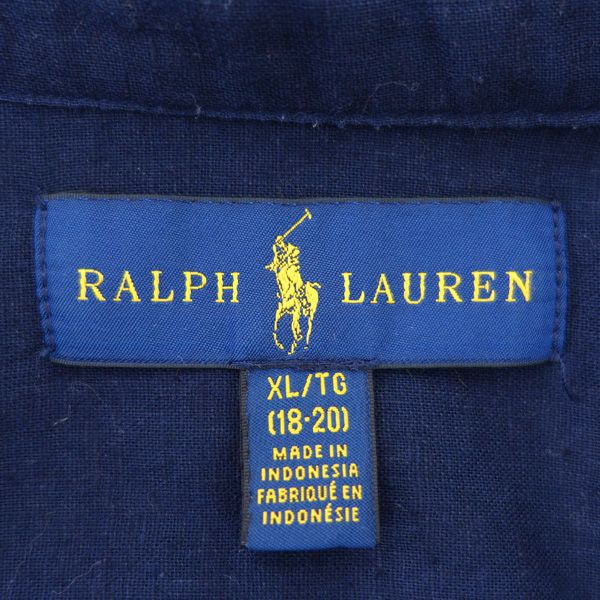 RALPH LAUREN
XL/TG
(18·20)
MADE IN
INDONESIA
FABRIQUÉ EN
INDONÉSIE